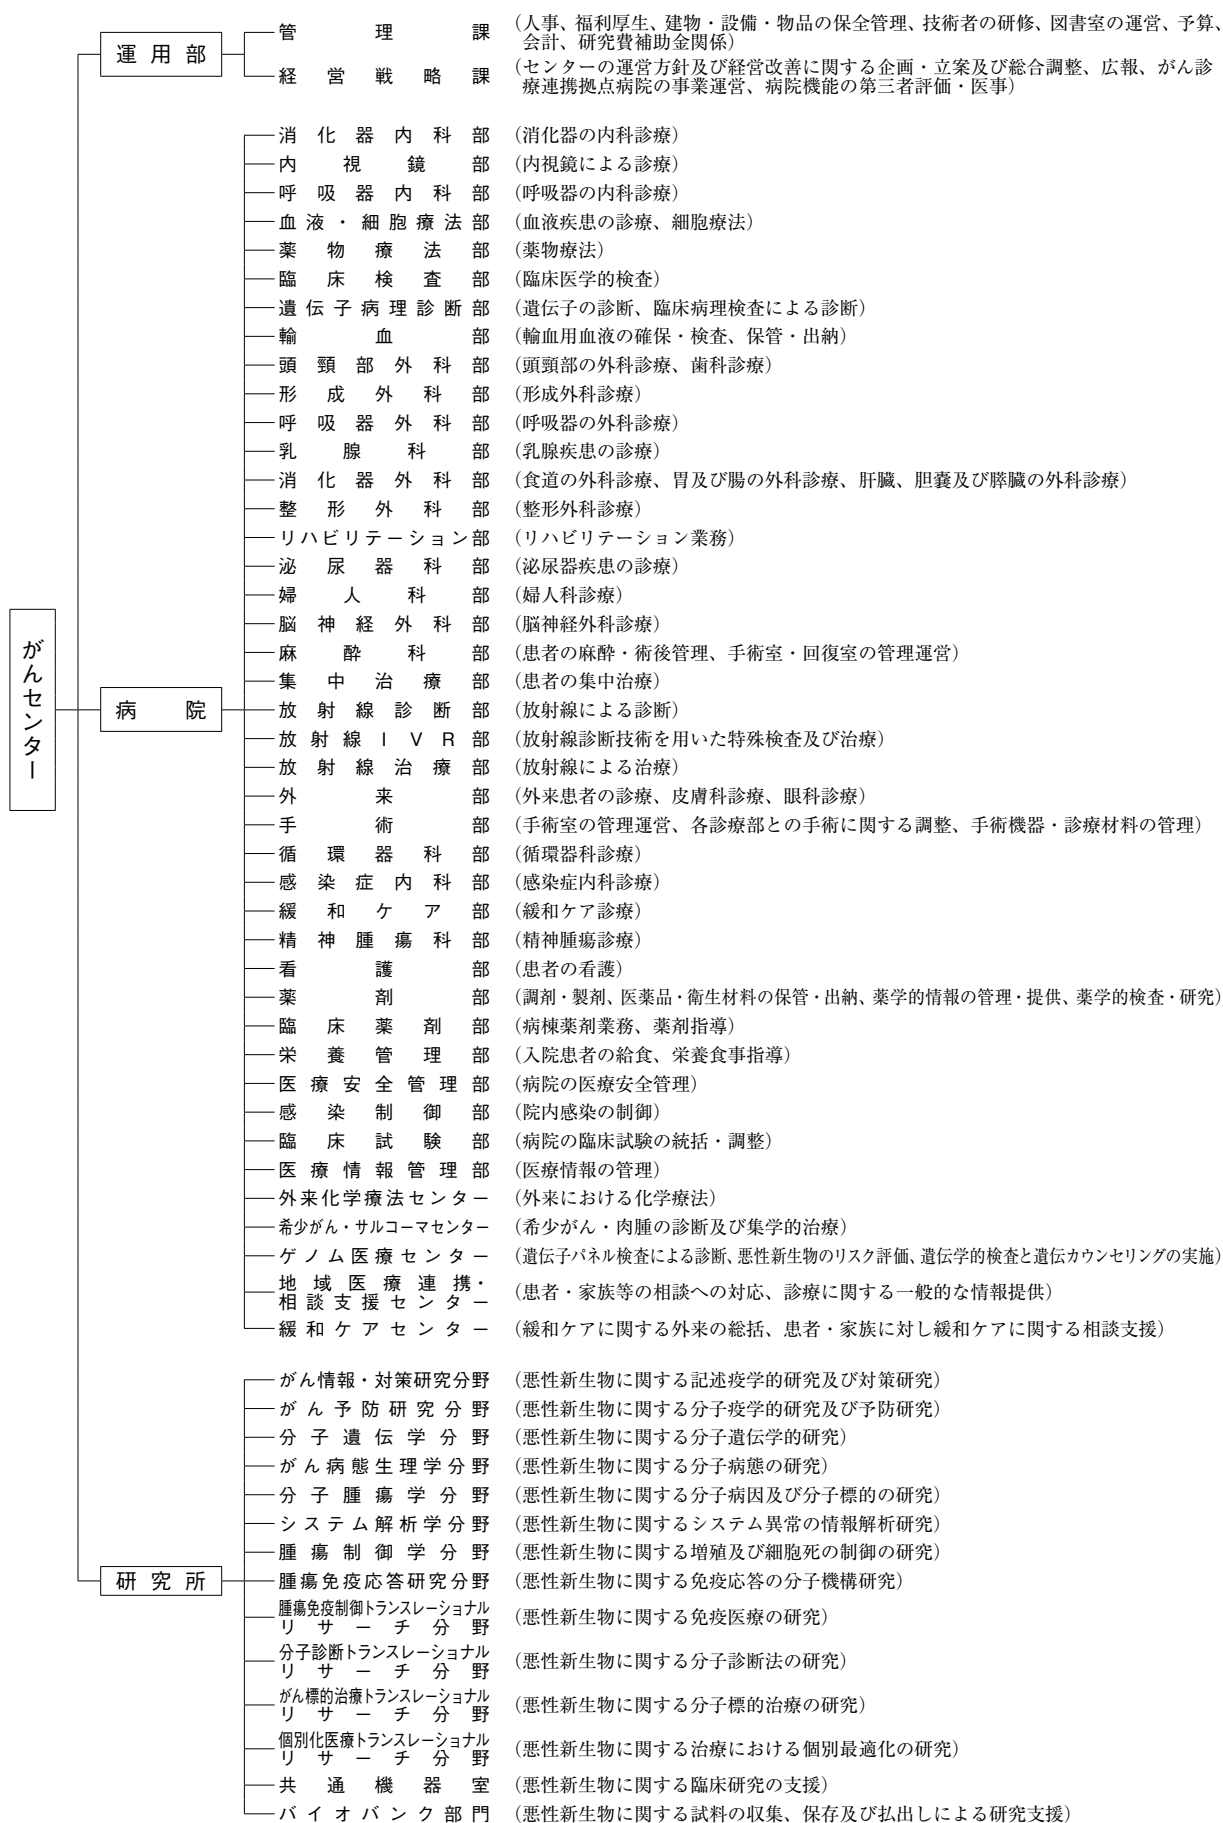 がんセンター
運用部
管理課 (人事、福利厚生、建物・設備・物品の保全管理、技術者の研修、図書室の運営、予算、
会計、研究費補助金関係)
経営戦略課 (センターの運営方針及び経営改善に関する企画・立案及び総合調整、広報、がん診
療連携拠点病院の事業運営、病院機能の第三者評価・医事)
病院
消化器内科部 (消化器の内科診療)
内視鏡部 (内視鏡による診療)
呼吸器内科部 (呼吸器の内科診療)
血液・細胞療法部 (血液疾患の診療、細胞療法)
薬物療法部 (薬物療法)
臨床検査部 (臨床医学的検査)
遺伝子病理診断部 (遺伝子の診断、臨床病理検査による診断)
輸血部 (輸血用血液の確保・検査、保管・出納)
頭頸部外科部 (頭頸部の外科診療、歯科診療)
形成外科部 (形成外科診療)
呼吸器外科部 (呼吸器の外科診療)
乳腺科部 (乳腺疾患の診療)
消化器外科部 (食道の外科診療、胃及び腸の外科診療、肝臓、胆嚢及び膵臓の外科診療)
整形外科部 (整形外科診療)
リハビリテーション部 (リハビリテーション業務)
泌尿器科部 (泌尿器疾患の診療)
婦人科部 (婦人科診療)
脳神経外科部 (脳神経外科診療)
麻酔科部 (患者の麻酔・術後管理、手術室・回復室の管理運営)
集中治療部 (患者の集中治療)
放射線診断部 (放射線による診断)
放射線IVR部 (放射線診断技術を用いた特殊検査及び治療)
放射線治療部 (放射線による治療)
外来部 (外来患者の診療、皮膚科診療、眼科診療)
手術部 (手術室の管理運営、各診療部との手術に関する調整、手術機器・診療材料の管理)
循環器科部 (循環器科診療)
感染症内科部 (感染症内科診療)
緩和ケア部 (緩和ケア診療)
精神腫瘍科部 (精神腫瘍診療)
看護部 (患者の看護)
薬剤部 (調剤・製剤、医薬品・衛生材料の保管・出納、薬学的情報の管理・提供、薬学的検査・研究)
臨床薬剤部 (病棟薬剤業務、薬剤指導)
栄養管理部 (入院患者の給食、栄養食事指導)
医療安全管理部 (病院の医療安全管理)
感染制御部 (院内感染の制御)
臨床試験部 (病院の臨床試験の統括・調整)
医療情報管理部 (医療情報の管理)
外来化学療法センター (外来における化学療法)
希少がん・サルコーマセンター (希少がん・肉腫の診断及び集学的治療)
ゲノム医療センター (遺伝子パネル検査による診断、悪性新生物のリスク評価、遺伝学的検査と遺伝カウンセリングの実施)
地域医療連携・
相談支援センター (患者・家族等の相談への対応、診療に関する一般的な情報提供)
緩和ケアセンター (緩和ケアに関する外来の総括、患者・家族に対し緩和ケアに関する相談支援)
研究所
がん情報・対策研究分野 (悪性新生物に関する記述疫学的研究及び対策研究)
がん予防研究分野 (悪性新生物に関する分子疫学的研究及び予防研究)
分子遺伝学分野 (悪性新生物に関する分子遺伝学的研究)
がん病態生理学分野 (悪性新生物に関する分子病態の研究)
分子腫瘍学分野 (悪性新生物に関する分子病因及び分子標的の研究)
システム解析学分野 (悪性新生物に関するシステム異常の情報解析研究)
腫瘍制御学分野 (悪性新生物に関する増殖及び細胞死の制御の研究)
腫瘍免疫応答研究分野 (悪性新生物に関する免疫応答の分子機構研究)
腫瘍免疫制御トランスレーショナル
リサーチ分野 (悪性新生物に関する免疫医療の研究)
分子診断トランスレーショナル
リサーチ分野 (悪性新生物に関する分子診断法の研究)
がん標的治療トランスレーショナル
リサーチ分野 (悪性新生物に関する分子標的治療の研究)
個別化医療トランスレーショナル
リサーチ分野 (悪性新生物に関する治療における個別最適化の研究)
共通機器室 (悪性新生物に関する臨床研究の支援)
バイオバンク部門 (悪性新生物に関する試料の収集、保存及び払出しによる研究支援)